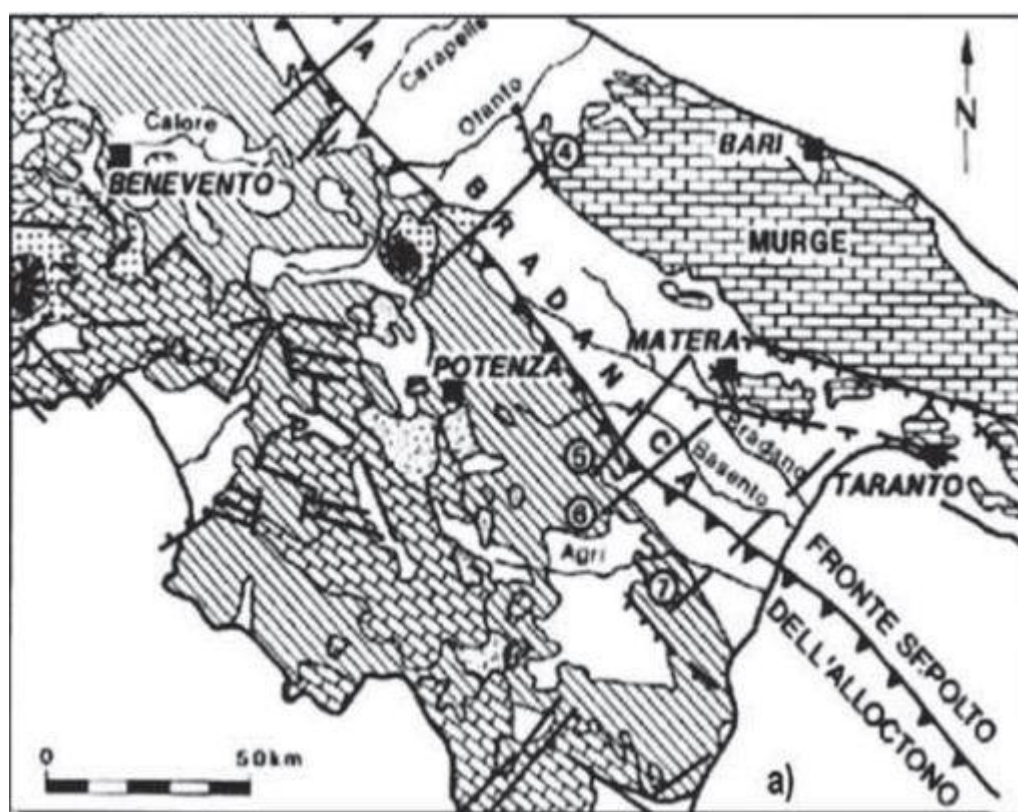 Carapelle
Ofanto
N
Calore
BENEVENTO
4
BARI
MURGE
BRADANICA
MATERA
POTENZA
Bradano
Basento
5
6
TARANTO
Agri
7
FRONTE SEPOLTO
DELL'ALLOCTONO
0
50km
a)